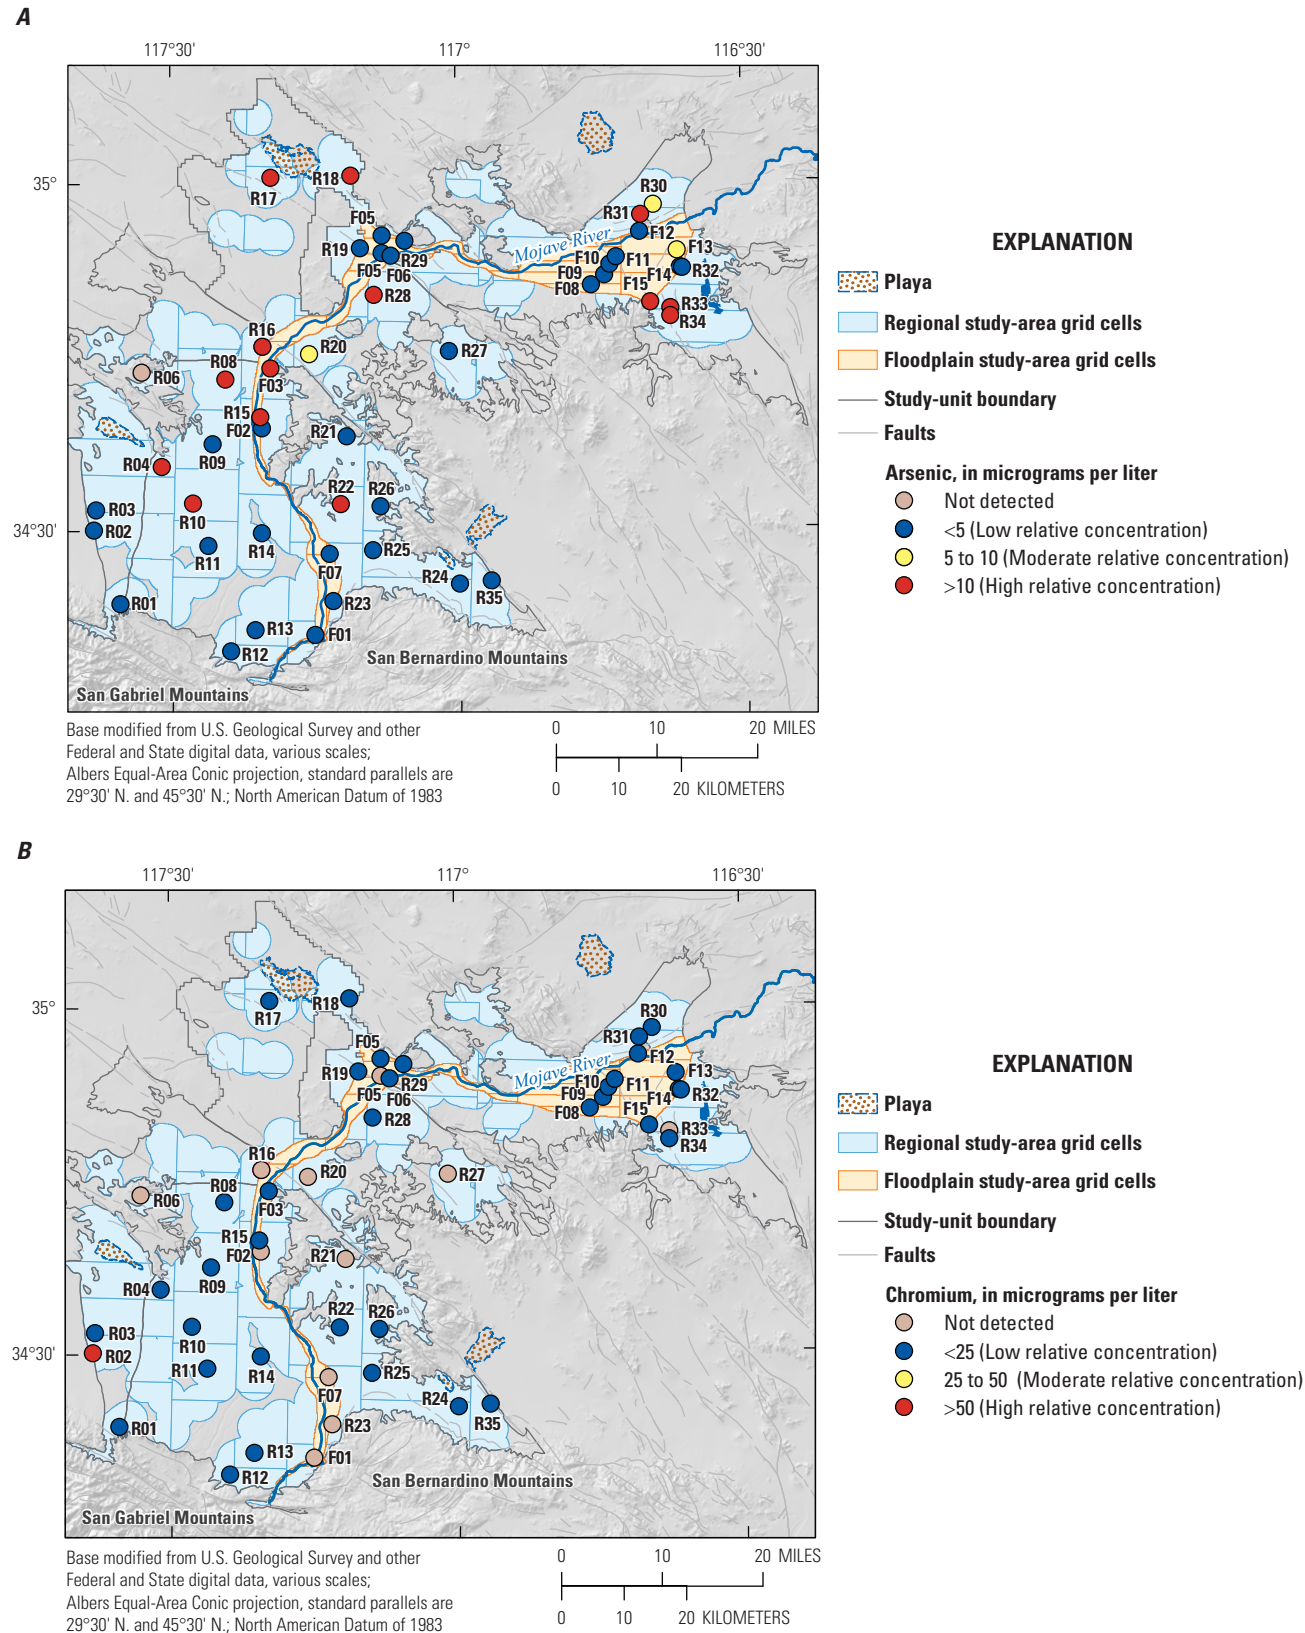 A
117°30'
117°
116°30'
35°
34°30'
R17
R18
F05
R19
R29
F05
F06
R28
Mojave River
R30
R31
F12
F13
F10
F11
F09
F14
R32
F08
F15
R33
R34
R16
R20
R08
R06
F03
R27
R15
F02
R21
R09
R04
R22
R26
R03
R10
R02
R14
R11
R25
F07
R24
R35
R01
R23
R13
F01
R12
San Bernardino Mountains
San Gabriel Mountains
Base modified from U.S. Geological Survey and other
Federal and State digital data, various scales;
Albers Equal-Area Conic projection, standard parallels are
29°30' N. and 45°30' N.; North American Datum of 1983
0 10 20 MILES
0 10 20 KILOMETERS
EXPLANATION
Playa
Regional study-area grid cells
Floodplain study-area grid cells
Study-unit boundary
Faults
Arsenic, in micrograms per liter
Not detected
<5 (Low relative concentration)
5 to 10 (Moderate relative concentration)
>10 (High relative concentration)
B
117°30'
117°
116°30'
35°
34°30'
R17
R18
F05
R19
R29
F05
F06
R28
Mojave River
R30
R31
F12
F13
F10
F11
F09
F14
R32
F08
F15
R33
R34
R16
R20
R08
R06
F03
R27
R15
F02
R21
R09
R04
R22
R26
R03
R10
R02
R14
R11
R25
F07
R24
R35
R01
R23
R13
F01
R12
San Bernardino Mountains
San Gabriel Mountains
Base modified from U.S. Geological Survey and other
Federal and State digital data, various scales;
Albers Equal-Area Conic projection, standard parallels are
29°30' N. and 45°30' N.; North American Datum of 1983
0 10 20 MILES
0 10 20 KILOMETERS
EXPLANATION
Playa
Regional study-area grid cells
Floodplain study-area grid cells
Study-unit boundary
Faults
Chromium, in micrograms per liter
Not detected
<25 (Low relative concentration)
25 to 50 (Moderate relative concentration)
>50 (High relative concentration)